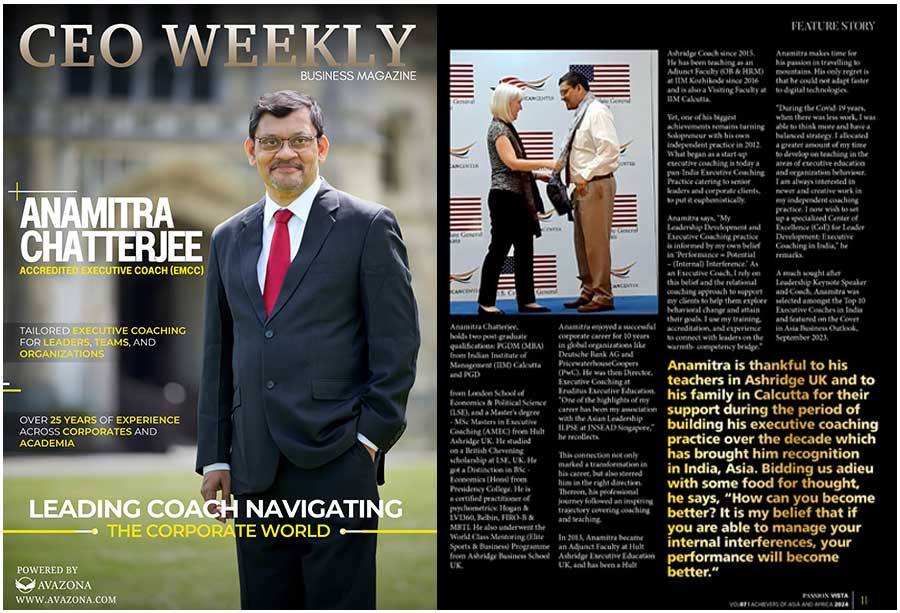 CEO WEEKLY
BUSINESS MAGAZINE
ANAMITRA
CHATTERJEE
ACCREDITED EXECUTIVE COACH (EMCC)
TAILORED EXECUTIVE COACHING
FOR LEADERS, TEAMS, AND
ORGANIZATIONS
OVER 25 YEARS OF EXPERIENCE
ACROSS CORPORATES AND
ACADEMIA
LEADING COACH NAVIGATING
THE CORPORATE WORLD
POWERED BY
AVAZONA
WWW.AVAZONA.COM
FEATURE STORY
Anamitra Chatterjee,
holds two post-graduate
qualifications: PGDM (MBA)
from Indian Institute of
Management (IIM) Calcutta
and PGD
from London School of
Economics & Political Science
(LSE), and a Master's degree
- MSc Masters in Executive
Coaching (AMEC) from Hult
Ashridge UK. He studied
on a British Chevening
scholarship at LSE, UK. He
got a Distinction in BSc -
Economics (Hons) from
Presidency College. He is
a certified practitioner of
psychometrics: Hogan &
LVI360, Belbin, FIRO-B &
MBTI. He also underwent the
World Class Mentoring (Elite
Sports & Business) Programme
from Ashridge Business School
UK.
Anamitra enjoyed a successful
corporate career for 10 years
in global organizations like
Deutsche Bank AG and
PricewaterhouseCoopers
(PwC). He was then Director,
Executive Coaching at
Eruditus Executive Education.
"One of the highlights of my
career has been my association
with the Asian Leadership
ILPSE at INSEAD Singapore,"
he recollects.
This connection not only
marked a transformation in
his career, but also steered
him in the right direction.
Thereon, his professional
journey followed an inspiring
trajectory covering coaching
and teaching.
In 2013, Anamitra became
an Adjunct Faculty at Hult
Ashridge Executive Education
UK, and has been a Hult
Ashridge Coach since 2015.
He has been teaching as an
Adjunct Faculty (OB & HRM)
at IIM Kozhikode since 2016
and is also a Visiting Faculty at
IIM Calcutta.
Yet, one of his biggest
achievements remains turning
Solopreneur with his own
independent practice in 2012.
What began as a start-up
executive coaching is today a
pan-India Executive Coaching
Practice catering to senior
leaders and corporate clients,
to put it euphemistically.
Anamitra says, "My
Leadership Development and
Executive Coaching practice
is informed by my own belief
in 'Performance = Potential
– (Internal) Interference.' As
an Executive Coach, I rely on
this belief and the relational
coaching approach to support
my clients to help them explore
behavioral change and attain
their goals. I use my training,
accreditation, and experience
to connect with leaders on the
warmth- competency bridge."
Anamitra makes time for
his passion in travelling to
mountains. His only regret is
that he could not adapt faster
to digital technologies.
"During the Covid-19 years,
when there was less work, I was
able to think more and have a
balanced lifestyle. I allocated
a greater amount of my time
to develop on teaching in the
areas of executive education
and organization behaviour.
I am always interested in
newer and creative work in
my independent coaching
practice. I now wish to set
up a specialized Center of
Excellence (CoE) for Leader
Development: Executive
Coaching in India," he
remarks.
A much sought after
Leadership Keynote Speaker
and Coach, Anamitra was
selected amongst the Top 10
Executive Coaches in India
and featured on the Cover
in Asia Business Outlook,
September 2023.
Anamitra is thankful to his
teachers in Ashridge UK and to
his family in Calcutta for their
support during the period of
building his executive coaching
practice over the decade which
has brought him recognition
in India, Asia. Bidding us adieu
with some food for thought,
he says, "How can you become
better? It is my belief that if
you are able to manage your
internal interferences, your
performance will become
better."
PASSION VISTA
VOL87 | ACHIEVERS OF ASIA AND AFRICA 2024
11